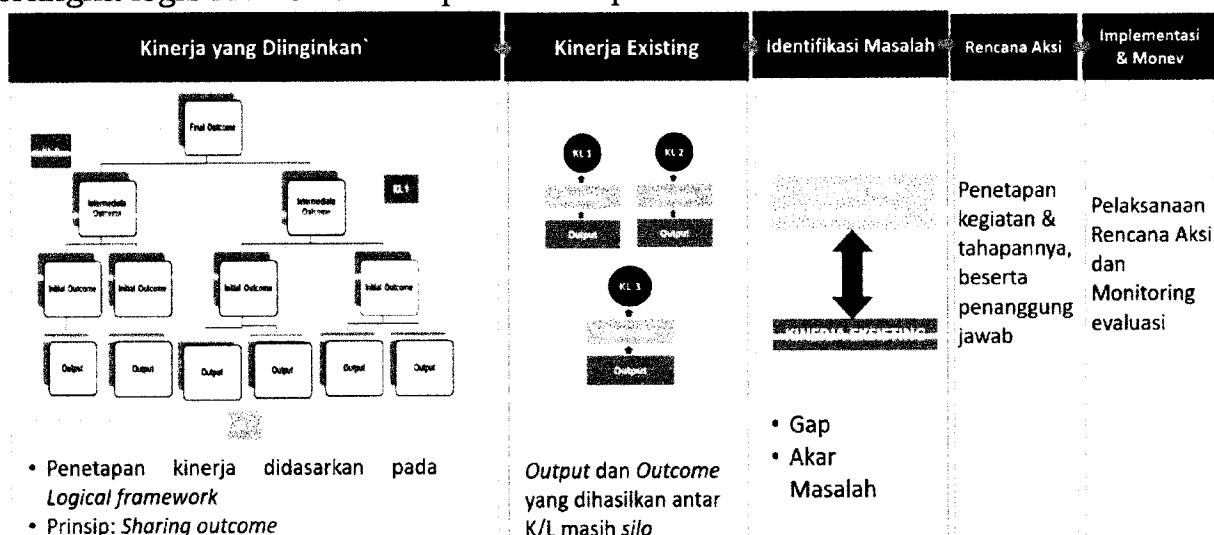 Kinerja yang Diinginkan`
Kinerja Existing
Identifikasi Masalah
Rencana Aksi
Implementasi
& Monev
Final Outcome
Intermediate
Outcome
Intermediate
Outcome
KL 1
Initial Outcome
Initial Outcome
Initial Outcome
Initial Outcome
Output
Output
Output
Output
Output
Output
• Penetapan kinerja didasarkan pada
Logical framework
• Prinsip: Sharing outcome
KL 1
KL 2
Output
Output
KL 3
Output
Output dan Outcome
yang dihasilkan antar
K/L masih silo
• Gap
• Akar
Masalah
Penetapan
kegiatan &
tahapannya,
beserta
penanggung
jawab
Pelaksanaan
Rencana Aksi
dan
Monitoring
evaluasi